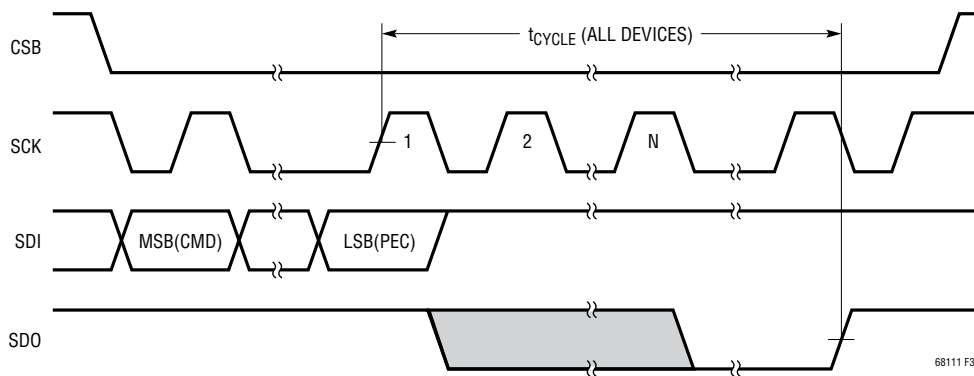 CSB
tCYCLE (ALL DEVICES)
SCK
1
2
N
SDI
MSB(CMD)
LSB(PEC)
SDO
68111 F3